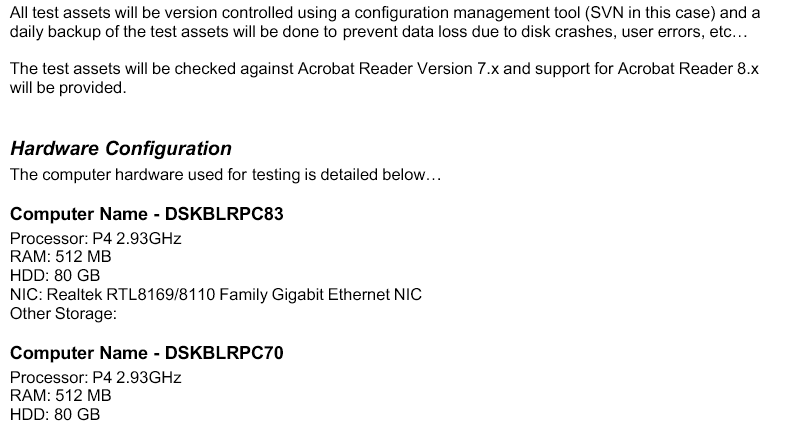 All test assets will be version controlled using a configuration management tool (SVN in this case) and a
daily backup of the test assets will be done to prevent data loss due to disk crashes, user errors, etc…
The test assets will be checked against Acrobat Reader Version 7.x and support for Acrobat Reader 8.x
will be provided.
Hardware Configuration
The computer hardware used for testing is detailed below…
Computer Name - DSKBLRPC83
Processor: P4 2.93GHz
RAM: 512 MB
HDD: 80 GB
NIC: Realtek RTL8169/8110 Family Gigabit Ethernet NIC
Other Storage:
Computer Name - DSKBLRPC70
Processor: P4 2.93GHz
RAM: 512 MB
HDD: 80 GB